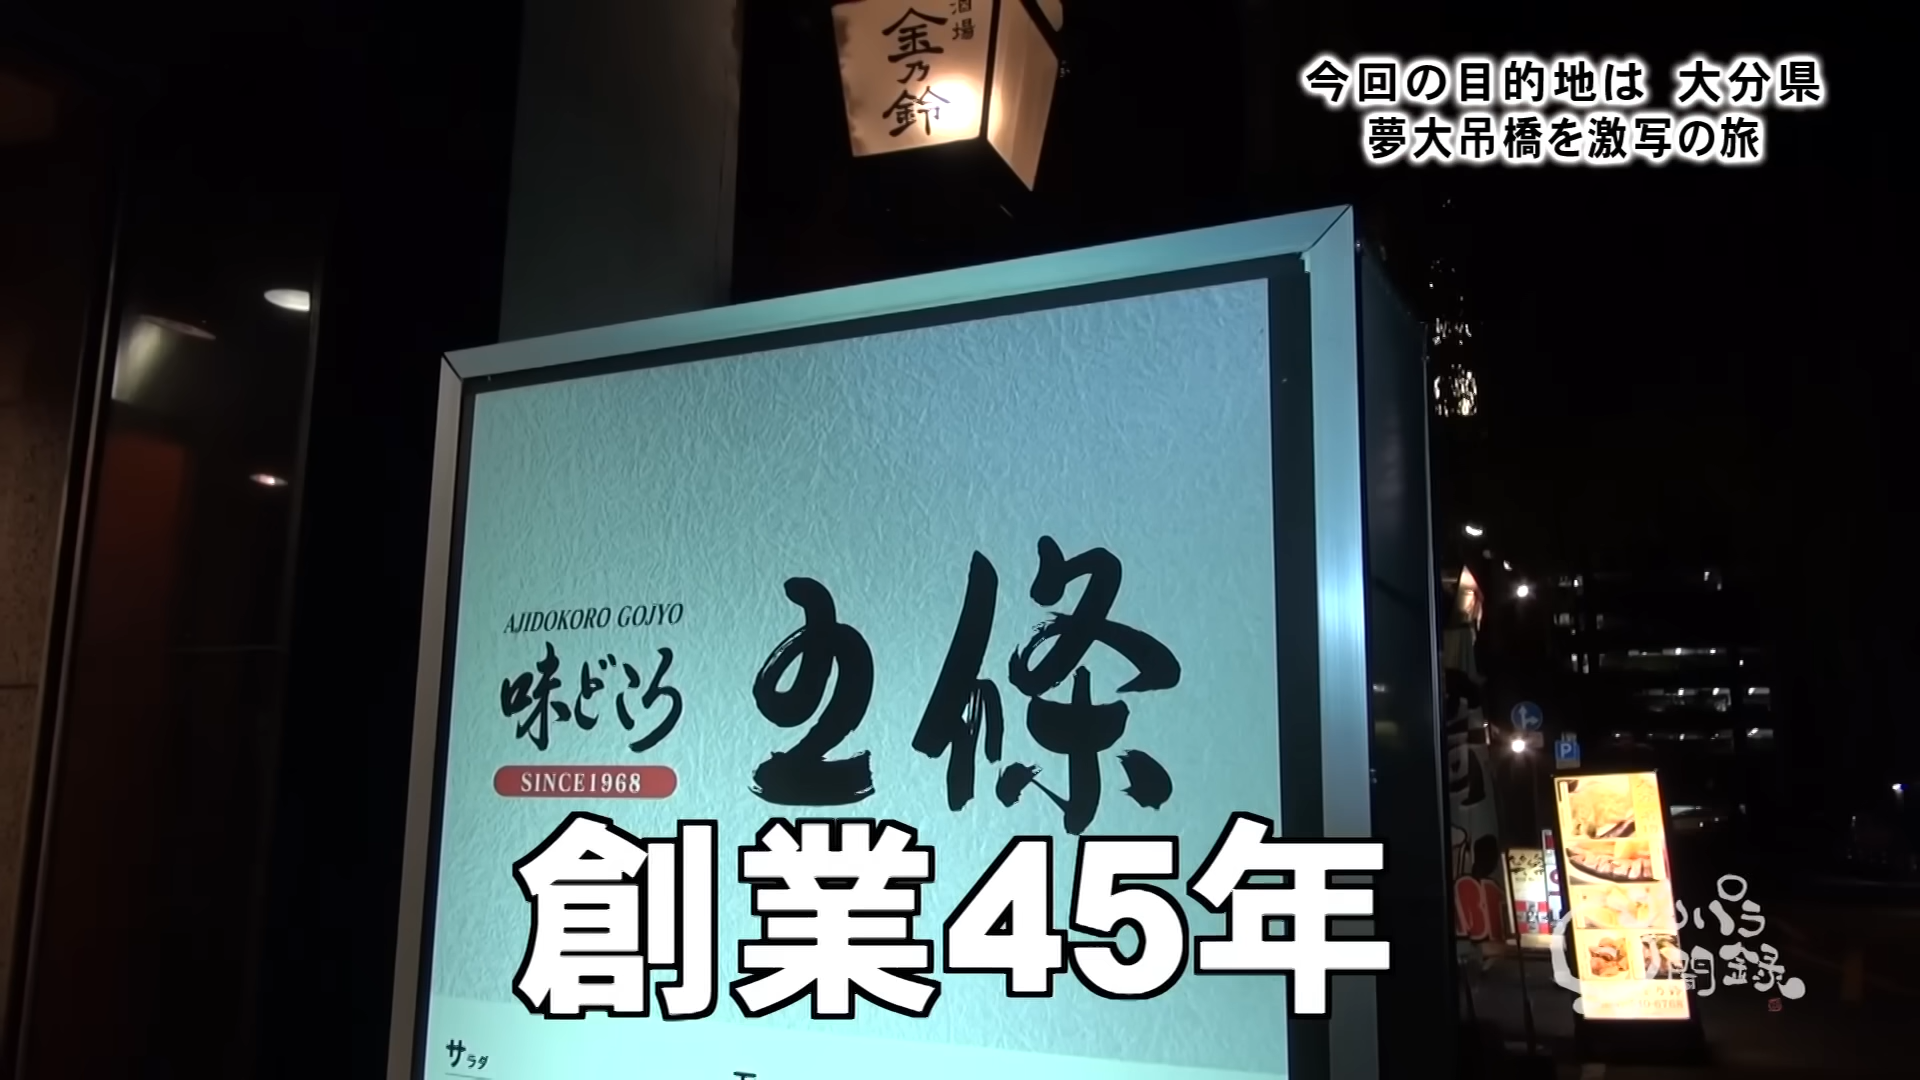 酒場
金乃鈴
今回の目的地は 大分県
夢大吊橋を激写の旅
AJIDOKORO GOJYO
味どころ
五條
SINCE1968
創業45年
サラダ